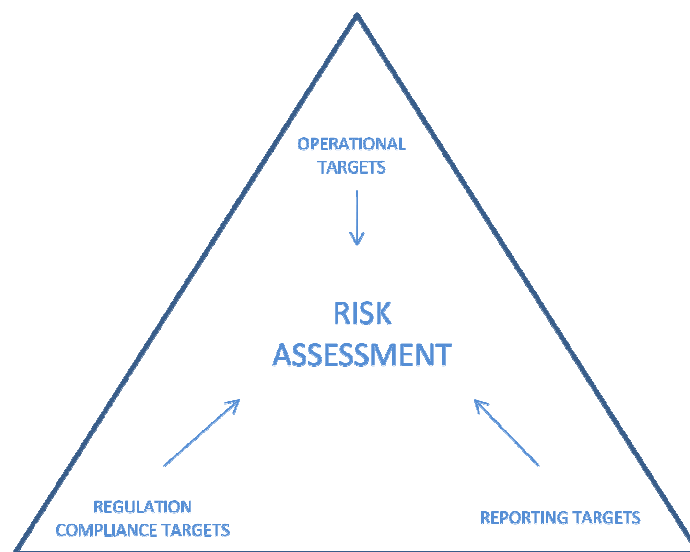 OPERATIONAL
TARGETS
RISK
ASSESSMENT
REGULATION
COMPLIANCE TARGETS
REPORTING TARGETS